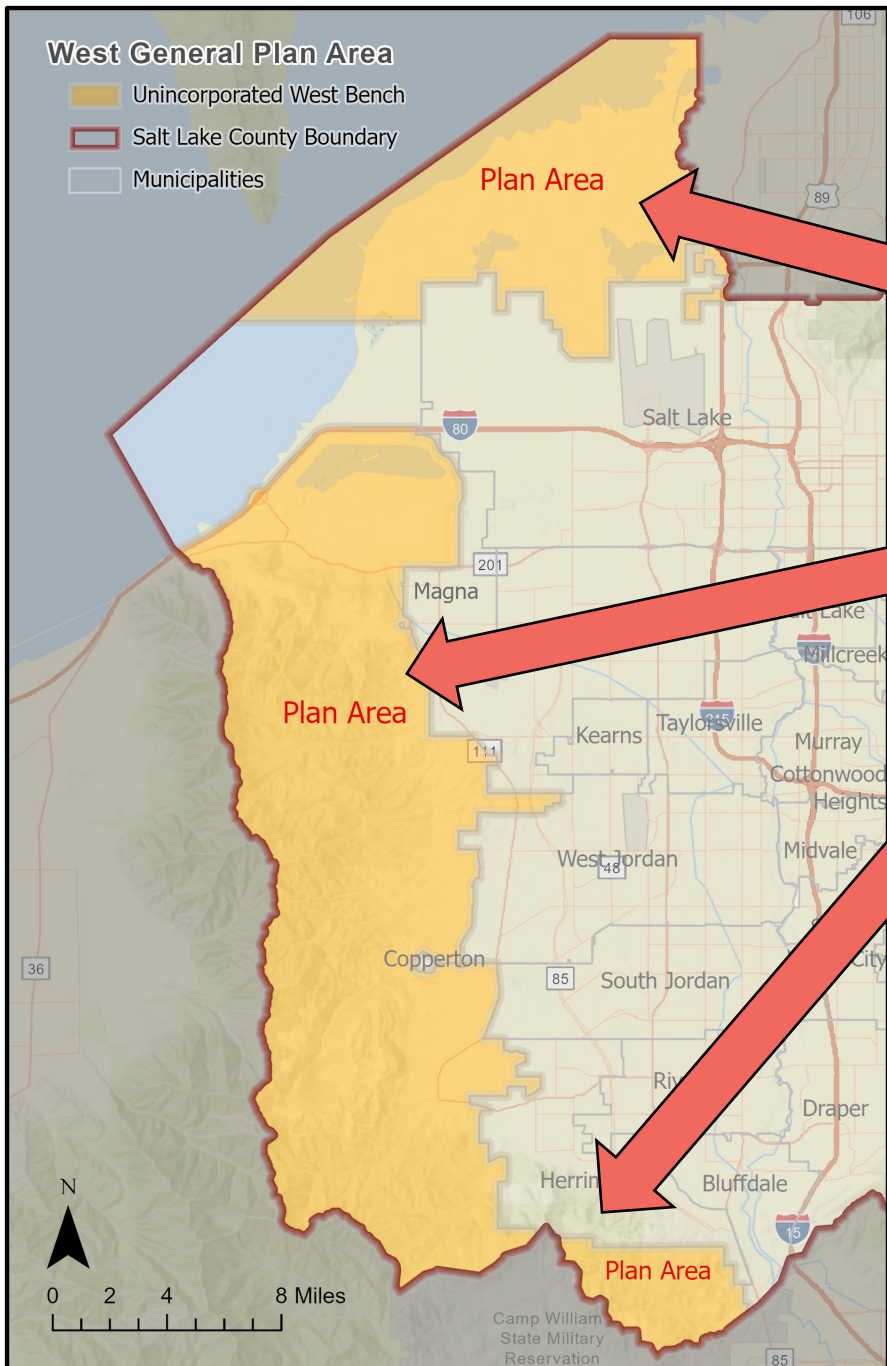 West General Plan Area
Unincorporated West Bench
Salt Lake County Boundary
Municipalities
106
Plan Area
89
80
Salt Lake
201
Magna
Lake
Millcreek
Plan Area
215
Taylorsville
Kearns
111
Murray
Cottonwood
Heights
West Jordan
48
Midvale
Copperton
36
85
South Jordan
City
Draper
Bluffdale
15
N
Plan Area
0 2 4 8 Miles
Camp William
State Military
Reservation
85